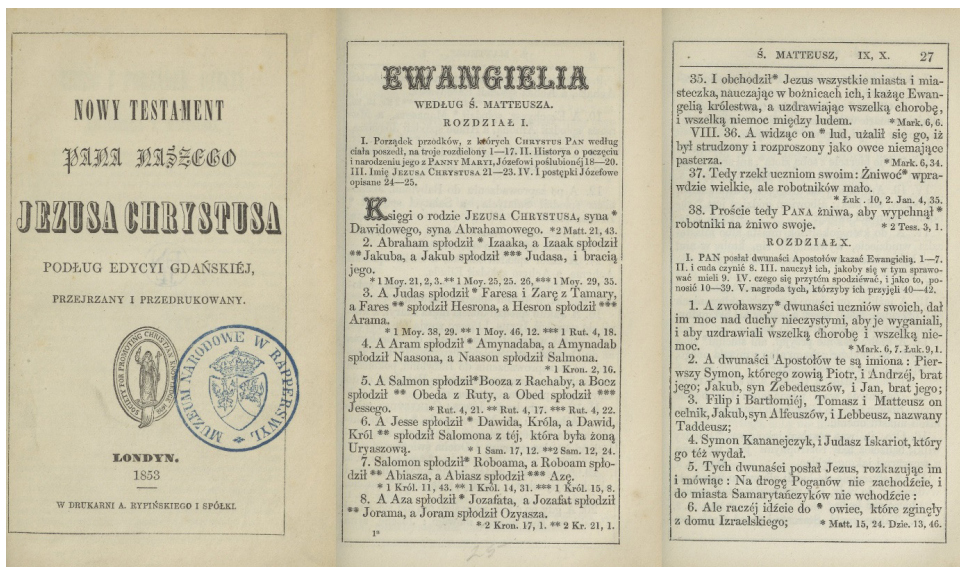 NOWY TESTAMENT
PANA NASZEGO
JEZUSA CHRYSTUSA
PODŁUG EDYCYI GDAŃSKIÉJ,
PRZEJRZANY I PRZEDRUKOWANY.
SOCIETY FOR PROMOTING CHRISTIAN KNOWLEDGE
MUZEUM NARODOWE W RAPPERSWYL
LONDYN.
1853
W DRUKARNI A. RYPIŃSKIEGO I SPÓŁKI.
EWANGIELIA
WEDŁUG Ś. MATTEUSZA.
ROZDZIAŁ I.
I. Porządek przodków, z których CHRYSTUS PAN według
ciała poszedł, na troje rozdzielony 1—17. II. Historya o poczęciu
i narodzeniu jego z PANNY MARYI, Józefowi poślubionéj 18—20.
III. Imię JEZUSA CHRYSTUSA 21—23. IV. I postępki Józefowe
opisane 24—25.
Księgi o rodzie JEZUSA CHRYSTUSA, syna *
Dawidowego, syna Abrahamowego. *2 Matt. 21, 43.
2. Abraham spłodził * Izaaka, a Izaak spłodził
** Jakuba, a Jakub spłodził *** Judasa, i bracią
jego.
* 1 Moy. 21, 2, 3. ** 1 Moy. 25, 25. 26, *** 1 Moy. 29, 35.
3. A Judas spłodził * Faresa i Zarę z Tamary,
a Fares ** spłodził Hesrona, a Hesron spłodził ***
Arama.
* 1 Moy. 38, 29. ** 1 Moy. 46, 12. *** 1 Rut. 4, 18.
4. A Aram spłodził * Amynadaba, a Amynadab
spłodził Naasona, a Naason spłodził Salmona.
* 1 Kron. 2, 16.
5. A Salmon spłodził* Booza z Rachaby, a Booz
spłodził ** Obeda z Ruty, a Obed spłodził ***
Jessego. * Rut. 4, 21. ** Rut. 4, 17. *** Rut. 4, 22.
6. A Jesse spłodził * Dawida, Króla, a Dawid,
Król ** spłodził Salomona z téj, która była żoną
Uryaszową. * 1 Sam. 17, 12. **2 Sam. 12, 24.
7. Salomon spłodził* Roboama, a Roboam spło-
dził ** Abiasza, a Abiasz spłodził *** Azę.
* 1 Król. 11, 43. ** 1 Król. 14, 31. *** 1 Król. 15, 8.
8. A Aza spłodził * Jozafata, a Jozafat spłodził
** Jorama, a Joram spłodził Ozyasza.
* 2 Kron. 17, 1. ** 2 Kr. 21, 1.
1*
Ś. MATTEUSZ, IX, X. 27
35. I obchodził* Jezus wszystkie miasta i mia-
steczka, nauczając w bożnicach ich, i każąc Ewan-
gelią królestwa, a uzdrawiając wszelką chorobę,
i wszelką niemoc między ludem. * Mark. 6, 6.
VIII. 36. A widząc on * lud, użalił się go, iż
był strudzony i rozproszony jako owce niemające
pasterza. * Mark. 6, 34.
37. Tedy rzekł uczniom swoim: Żniwoć* wpra-
wdzie wielkie, ale robotników mało.
* Łuk . 10, 2. Jan. 4, 35.
38. Proście tedy PANA żniwa, aby wypchnął *
robotniki na żniwo swoje. * 2 Tess. 3, 1.
ROZDZIAŁ X.
I. PAN posłał dwunaści Apostołów kazać Ewangielią. 1—7.
II. i cuda czynić 8. III. nauczył ich, jakoby się w tym sprawo-
wać mieli 9. IV. czego się przytém spodziéwać, i jako to, po-
nosić 10—39. V. nagroda tych, którzyby ich przyjęli 40—42.
1. A zwoławszy* dwunaści uczniów swoich, dał
im moc nad duchy nieczystymi, aby je wyganiali,
i aby uzdrawiali wszelką chorobę i wszelką nie-
moc. * Mark. 6, 7. Łuk. 9, 1.
2. A dwunaści Apostołów te są imiona : Pier-
wszy Symon, którego zowią Piotr, i Andrzéj, brat
jego; Jakub, syn Zebedeuszów, i Jan, brat jego;
3. Filip i Bartłomiéj, Tomasz i Matteusz on
celnik, Jakub, syn Alfeuszów, i Lebbeusz, nazwany
Taddeusz;
4. Symon Kananejczyk, i Judasz Iskariot, który
go téż wydał.
5. Tych dwunaści posłał Jezus, rozkazując im
i mówiąc : Na drogę Poganów nie zachodźcie, i
do miasta Samarytańczyków nie wchodźcie :
6. Ale raczéj idźcie do * owiec, które zginęły
z domu Izraelskiego; * Matt. 15, 24. Dzie. 13, 46.